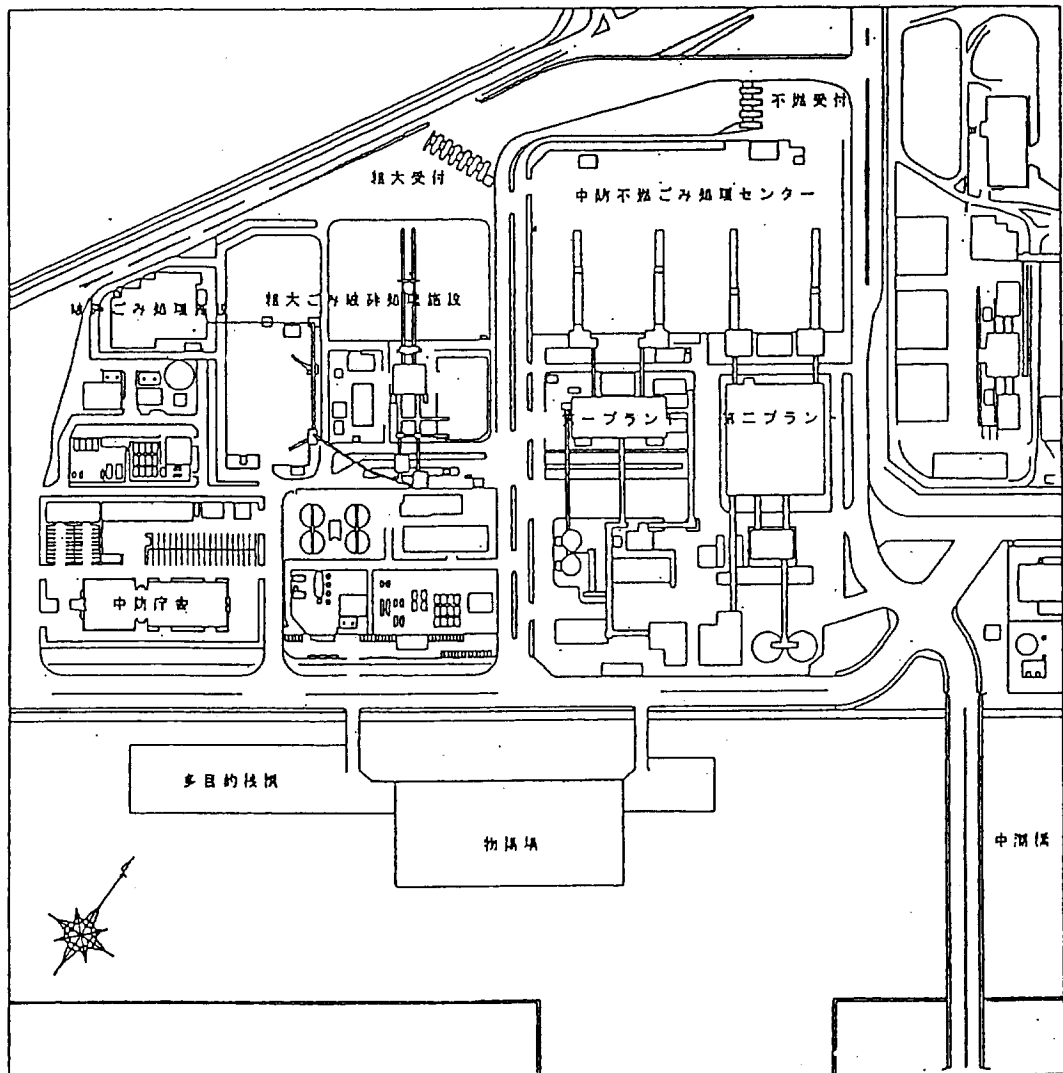 不燃受付
粗大受付
中防不燃ごみ処理センター
粗大ごみ破砕処理施設
第一プラント
第二プラント
中防庁舎
多目的桟橋
物揚場
中潮橋